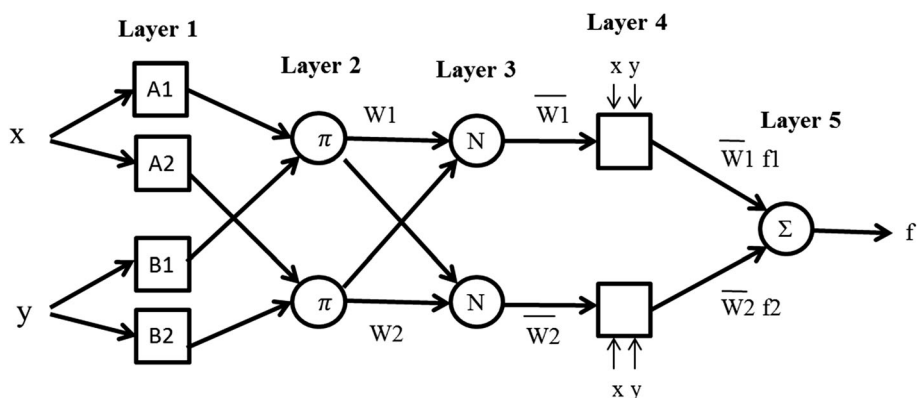 Layer 1
Layer 2
Layer 3
Layer 4
Layer 5
x
y
A1
A2
B1
B2
π
π
W1
W2
N
N
W̅1̅
W̅2̅
x y
x y
W̅1 f1
W̅2 f2
Σ
f